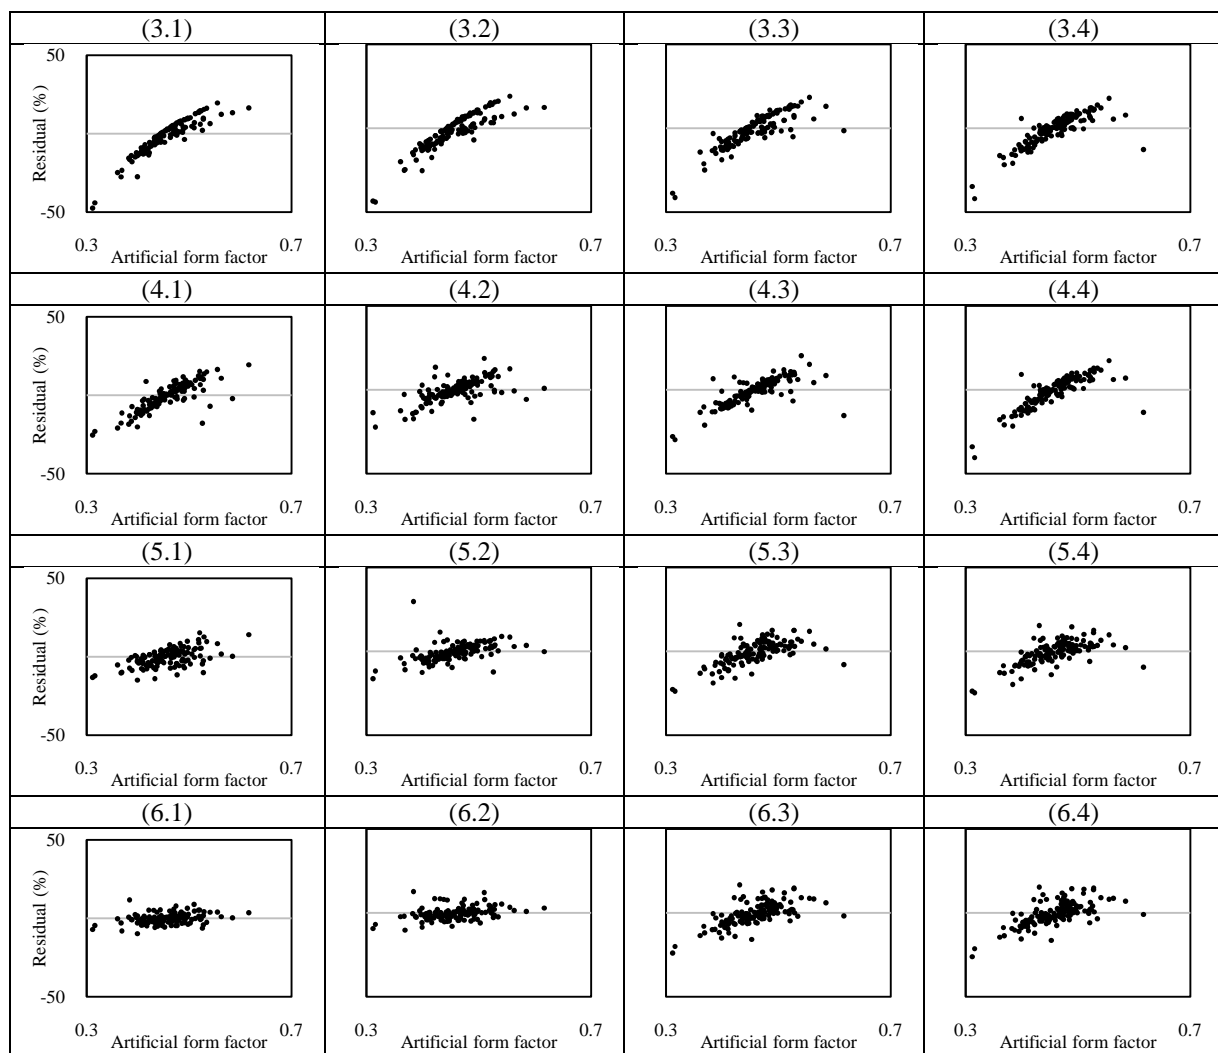 (3.1) (3.2) (3.3) (3.4)
50
Residual (%)
-50
0.3 0.7 0.3 0.7 0.3 0.7 0.3 0.7
Artificial form factor Artificial form factor Artificial form factor Artificial form factor
(4.1) (4.2) (4.3) (4.4)
50
Residual (%)
-50
0.3 0.7 0.3 0.7 0.3 0.7 0.3 0.7
Artificial form factor Artificial form factor Artificial form factor Artificial form factor
(5.1) (5.2) (5.3) (5.4)
50
Residual (%)
-50
0.3 0.7 0.3 0.7 0.3 0.7 0.3 0.7
Artificial form factor Artificial form factor Artificial form factor Artificial form factor
(6.1) (6.2) (6.3) (6.4)
50
Residual (%)
-50
0.3 0.7 0.3 0.7 0.3 0.7 0.3 0.7
Artificial form factor Artificial form factor Artificial form factor Artificial form factor